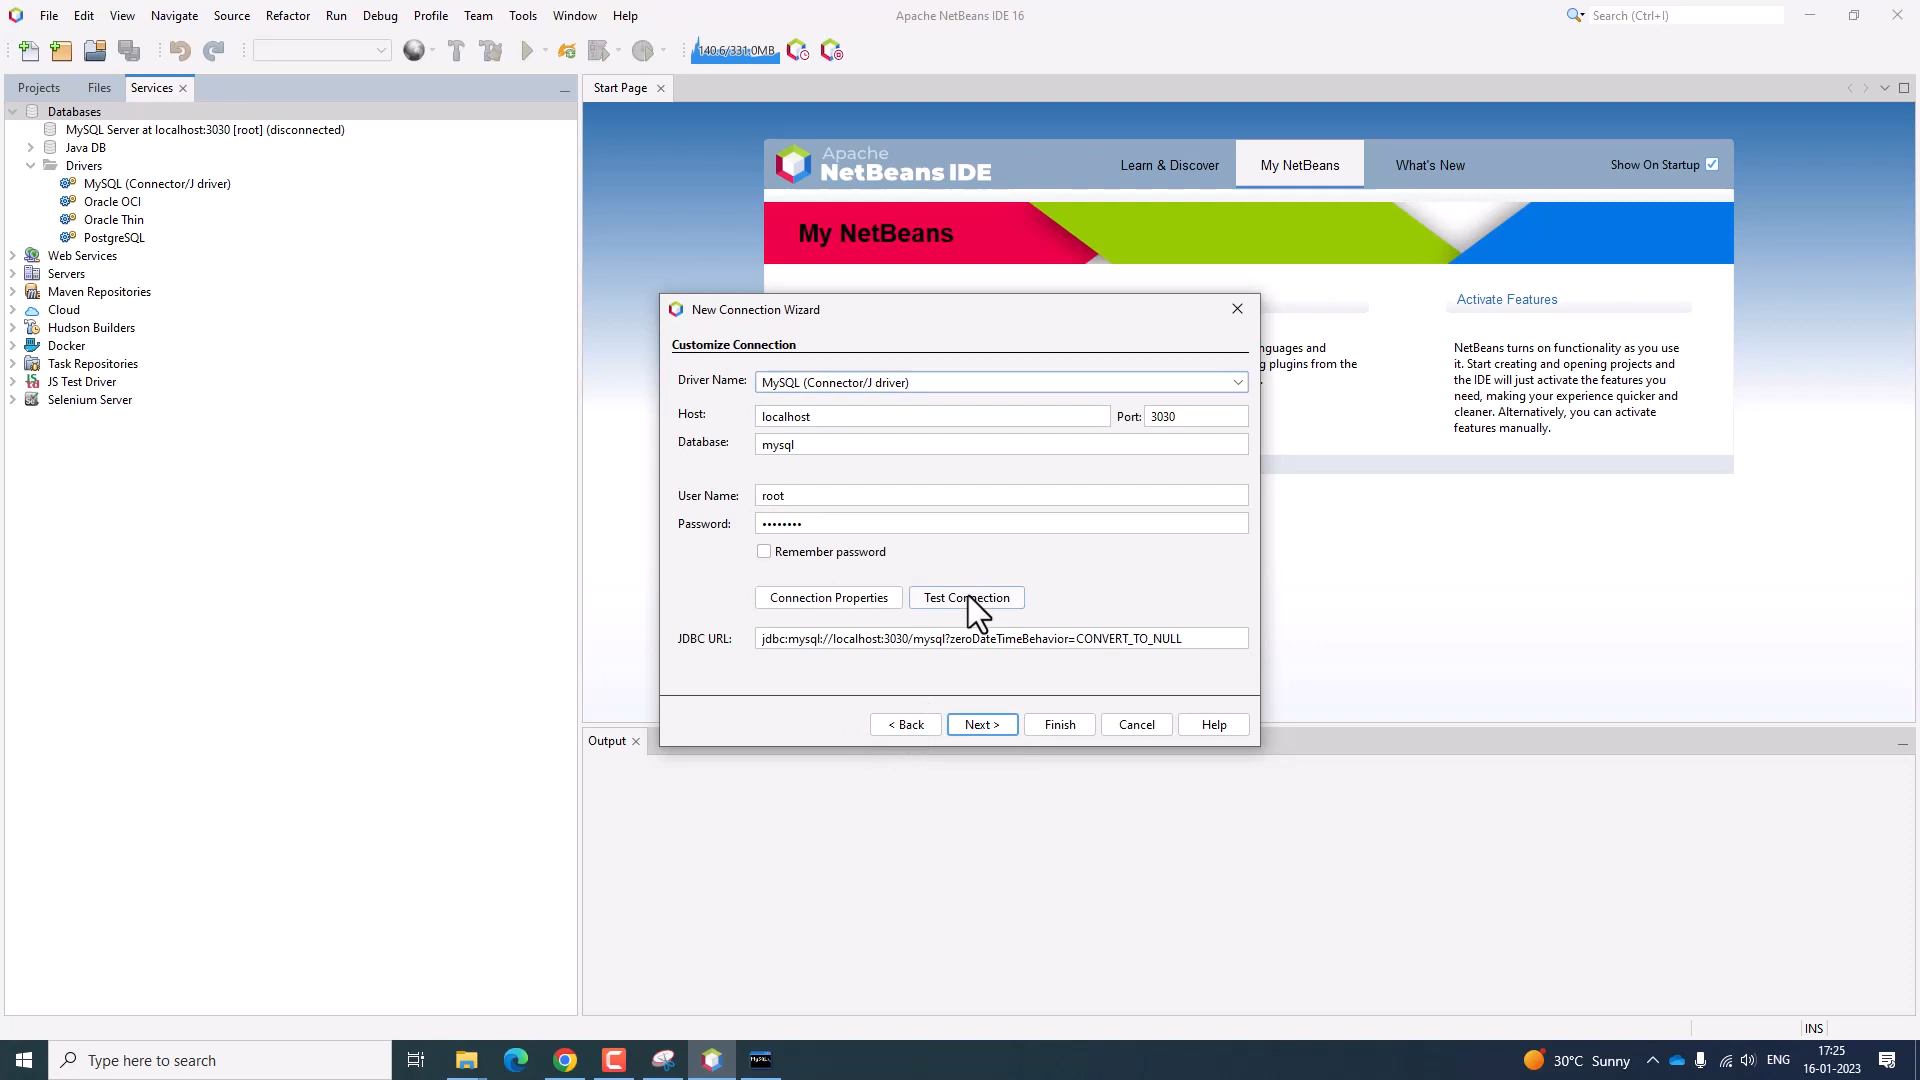 File Edit View Navigate Source Refactor Run Debug Profile Team Tools Window Help
Apache NetBeans IDE 16
Search (Ctrl+I)
140.6/331.0MB
Projects Files Services
Start Page
Databases
MySQL Server at localhost:3030 [root] (disconnected)
Java DB
Drivers
MySQL (Connector/J driver)
Oracle OCI
Oracle Thin
PostgreSQL
Web Services
Servers
Maven Repositories
Cloud
Hudson Builders
Docker
Task Repositories
JS Test Driver
Selenium Server
Apache
NetBeans IDE
Learn & Discover
My NetBeans
What's New
Show On Startup
My NetBeans
Activate Features
nguages and
g plugins from the
NetBeans turns on functionality as you use
it. Start creating and opening projects and
the IDE will just activate the features you
need, making your experience quicker and
cleaner. Alternatively, you can activate
features manually.
New Connection Wizard
Customize Connection
Driver Name: MySQL (Connector/J driver)
Host: localhost Port: 3030
Database: mysql
User Name: root
Password: ••••••••
Remember password
Connection Properties Test Connection
JDBC URL: jdbc:mysql://localhost:3030/mysql?zeroDateTimeBehavior=CONVERT_TO_NULL
< Back Next > Finish Cancel Help
Output
INS
Type here to search
MySQL
30°C Sunny
ENG
17:25
16-01-2023